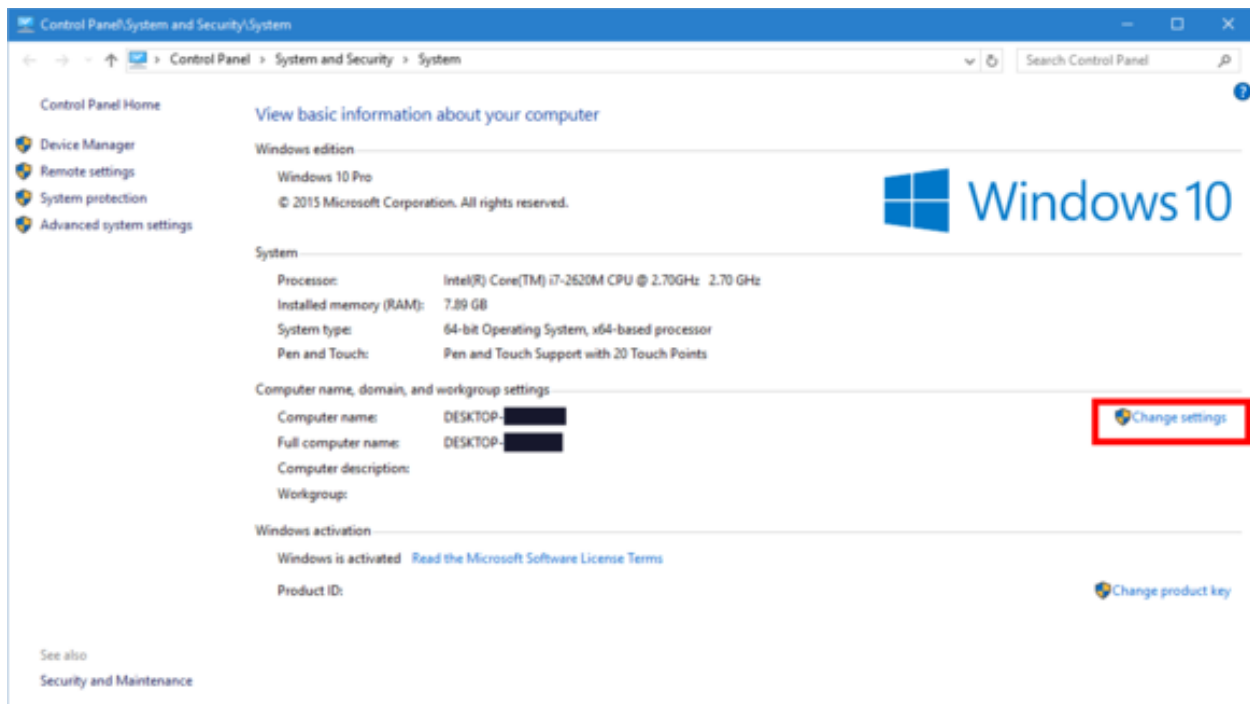 Control Panel\System and Security\System
Control Panel > System and Security > System
Search Control Panel
Control Panel Home
Device Manager
Remote settings
System protection
Advanced system settings
View basic information about your computer
Windows edition
Windows 10 Pro
© 2015 Microsoft Corporation. All rights reserved.
Windows 10
System
Processor: Intel(R) Core(TM) i7-2620M CPU @ 2.70GHz 2.70 GHz
Installed memory (RAM): 7.89 GB
System type: 64-bit Operating System, x64-based processor
Pen and Touch: Pen and Touch Support with 20 Touch Points
Computer name, domain, and workgroup settings
Computer name: DESKTOP-
Change settings
Full computer name: DESKTOP-
Computer description:
Workgroup:
Windows activation
Windows is activated Read the Microsoft Software License Terms
Product ID:
Change product key
See also
Security and Maintenance